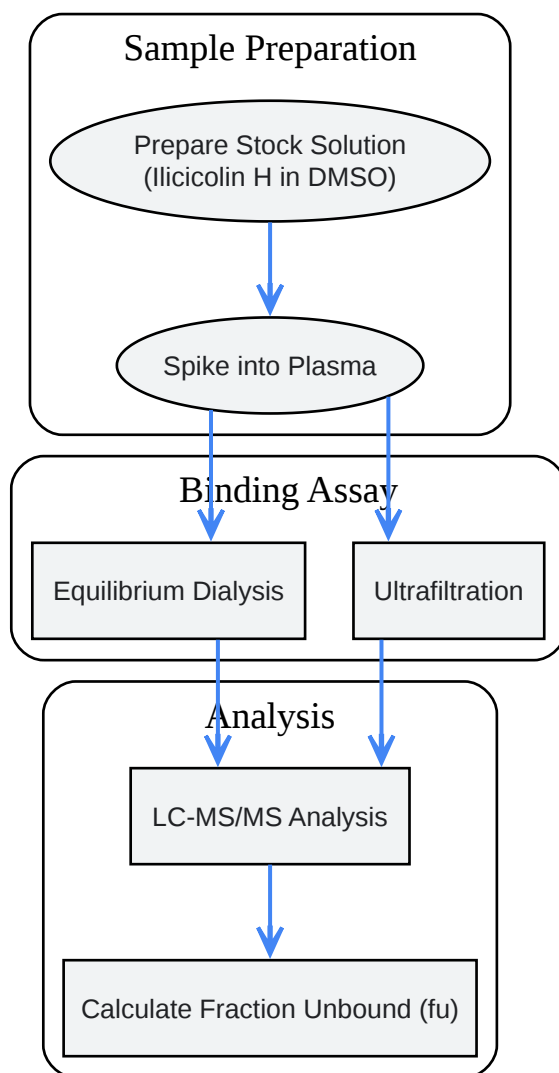 Sample Preparation
Prepare Stock Solution
(Ilicicolin H in DMSO)
Spike into Plasma
Binding Assay
Equilibrium Dialysis
Ultrafiltration
Analysis
LC-MS/MS Analysis
Calculate Fraction Unbound (fu)